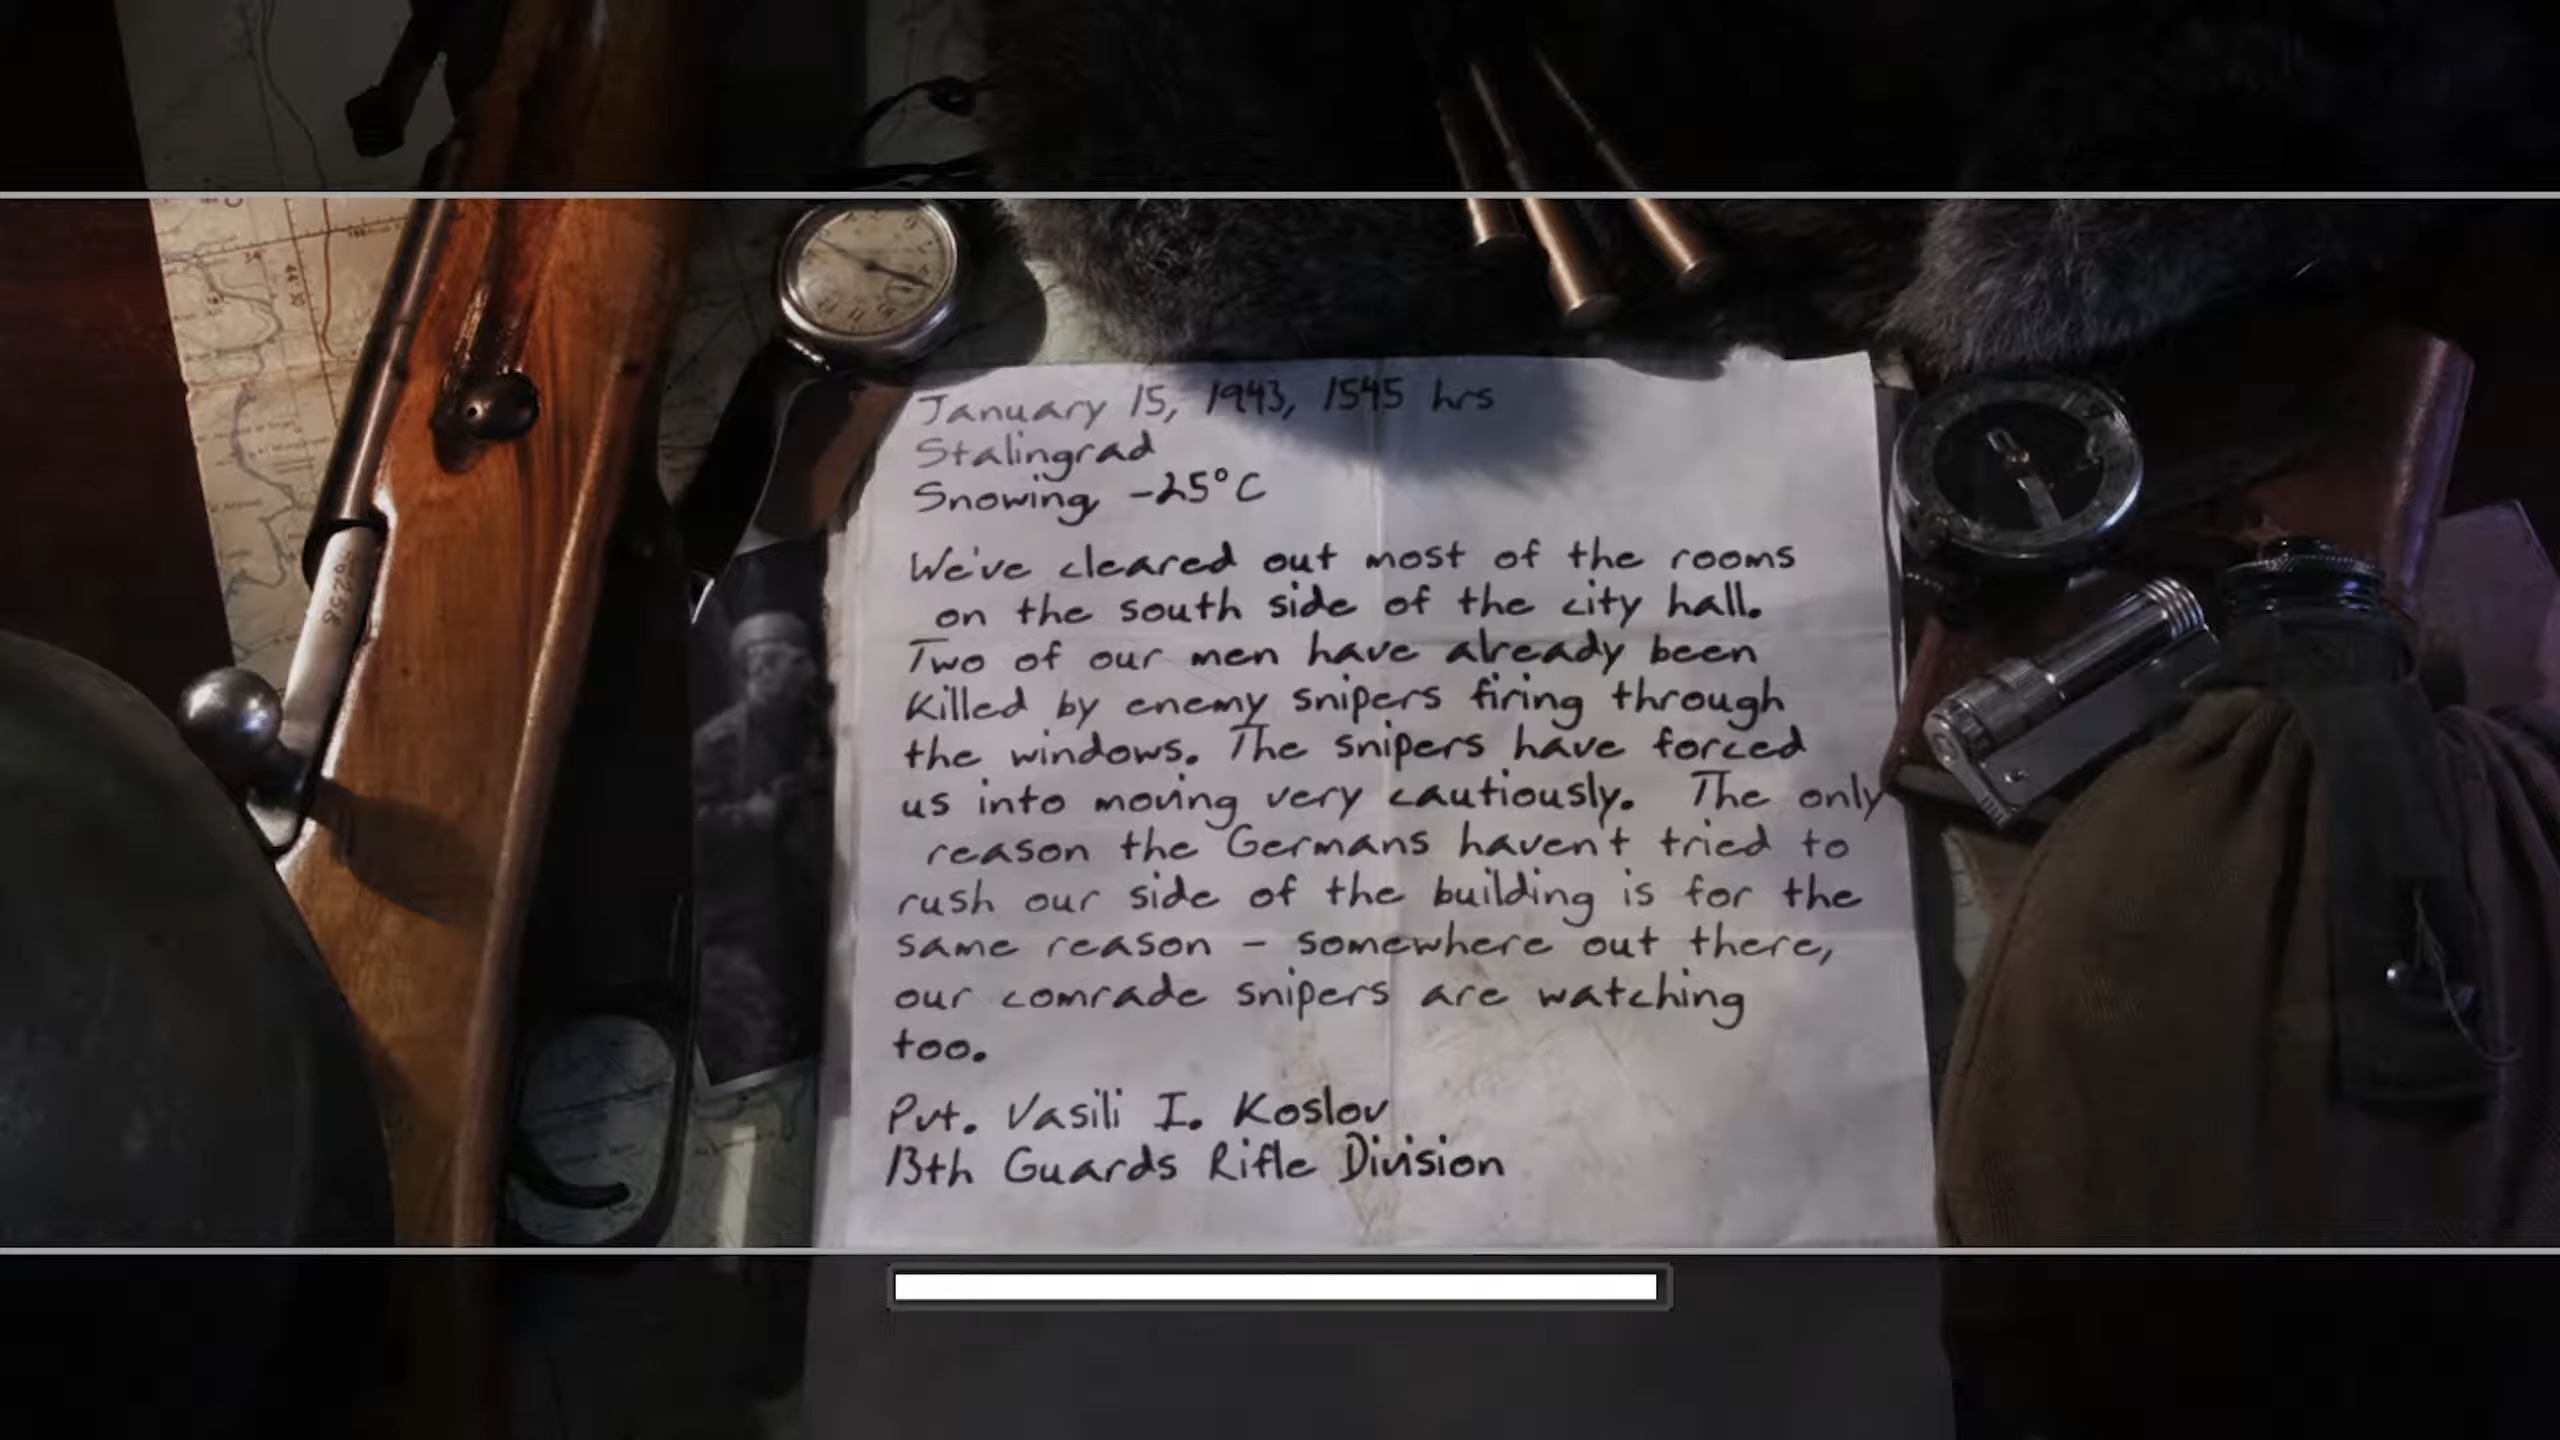 January 15, 1943, 1545 hrs
Stalingrad
Snowing, -25°C
We've cleared out most of the rooms
on the south side of the city hall.
Two of our men have already been
killed by enemy snipers firing through
the windows. The snipers have forced
us into moving very cautiously. The only
reason the Germans haven't tried to
rush our side of the building is for the
same reason - somewhere out there,
our comrade snipers are watching
too.
Pvt. Vasili I. Koslov
13th Guards Rifle Division